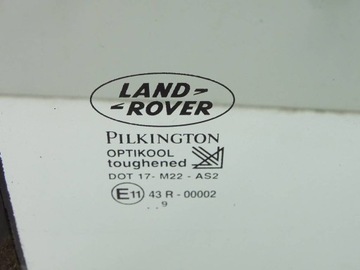 LAND
ROVER
PILKINGTON
OPTIKOOL
toughened
DOT 17- M22 - AS2
E11 43 R - 00002
. . 9